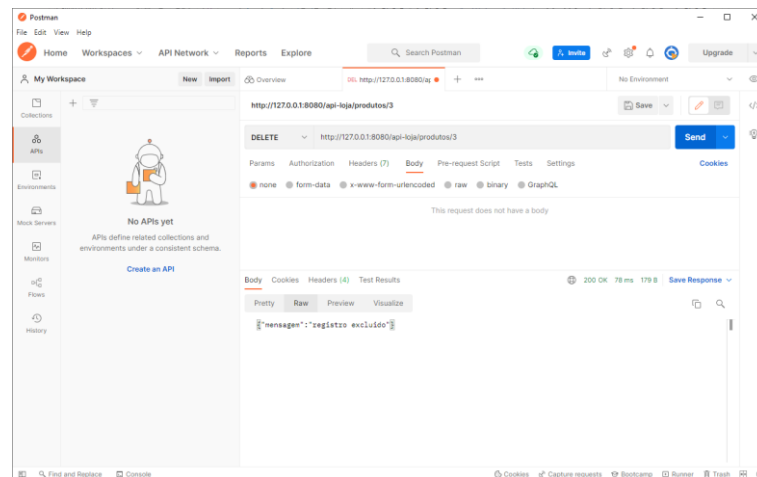 Postman
File Edit View Help
Home Workspaces API Network Reports Explore Search Postman Invite Upgrade
My Workspace New Import Overview DEL http://127.0.0.1:8080/ap No Environment
Collections
APIs
Environments
Mock Servers
Monitors
Flows
History
No APIs yet
APIs define related collections and
environments under a consistent schema.
Create an API
http://127.0.0.1:8080/api-loja/produtos/3 Save
DELETE http://127.0.0.1:8080/api-loja/produtos/3 Send
Params Authorization Headers (7) Body Pre-request Script Tests Settings Cookies
none form-data x-www-form-urlencoded raw binary GraphQL
This request does not have a body
Body Cookies Headers (4) Test Results 200 OK 78 ms 179 B Save Response
Pretty Raw Preview Visualize
{"mensagem":"registro excluido"}
Find and Replace Console Cookies Capture requests Bootcamp Runner Trash